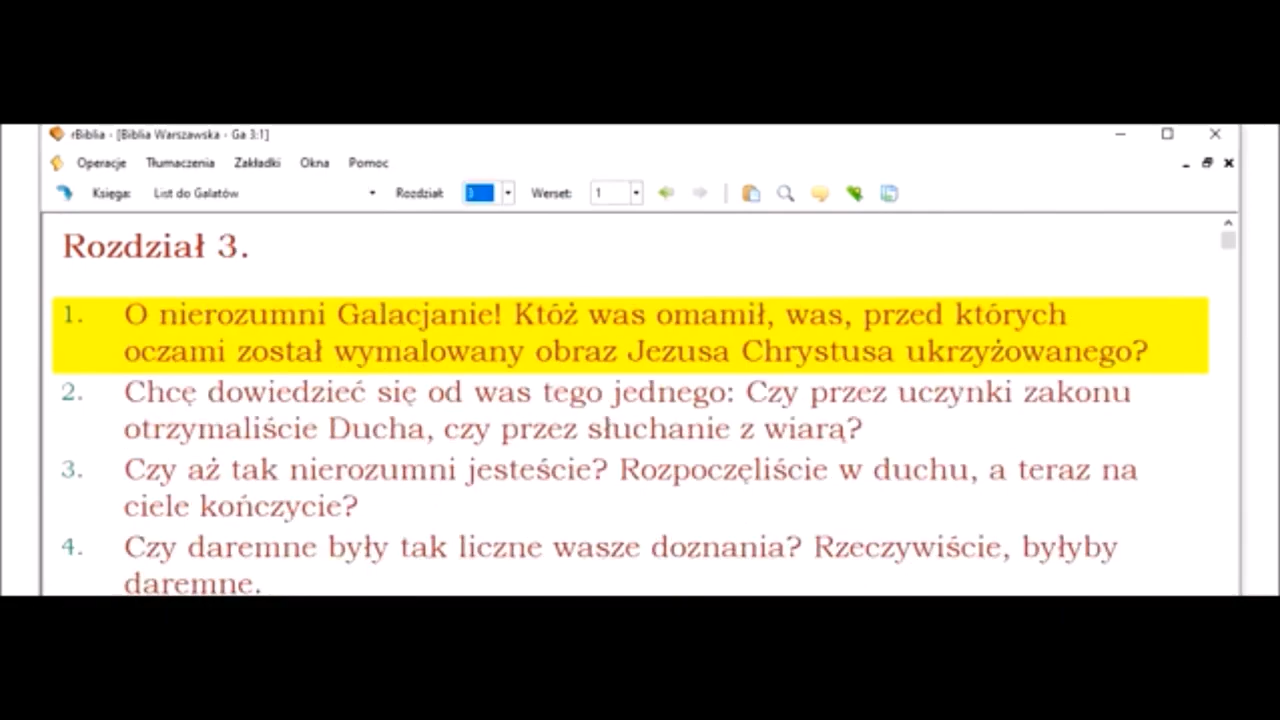 rBiblia - [Biblia Warszawska - Ga 3:1]
Operacje Tłumaczenia Zakładki Okna Pomoc
Księga: List do Galatów Rozdział: 3 Werset: 1
Rozdział 3.
1. O nierozumni Galacjanie! Któż was omamił, was, przed których
oczami został wymalowany obraz Jezusa Chrystusa ukrzyżowanego?
2. Chcę dowiedzieć się od was tego jednego: Czy przez uczynki zakonu
otrzymaliście Ducha, czy przez słuchanie z wiarą?
3. Czy aż tak nierozumni jesteście? Rozpoczęliście w duchu, a teraz na
ciele kończycie?
4. Czy daremne były tak liczne wasze doznania? Rzeczywiście, byłyby
daremne.